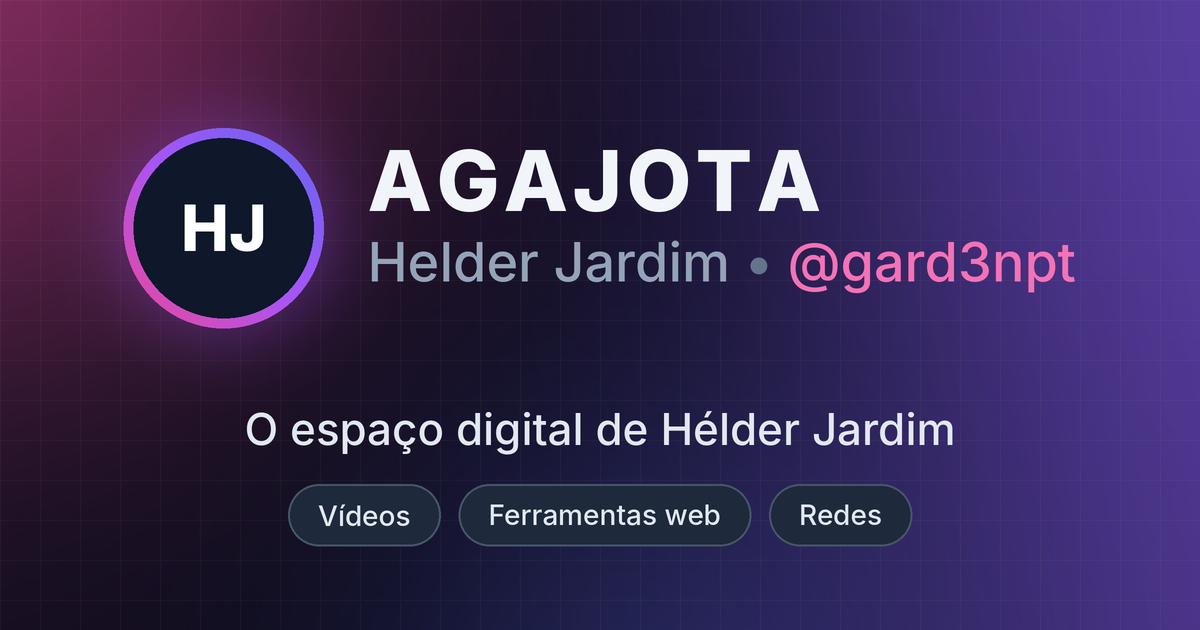 HJ
AGAJOTA
Helder Jardim • @gard3npt
O espaço digital de Hélder Jardim
Vídeos
Ferramentas web
Redes